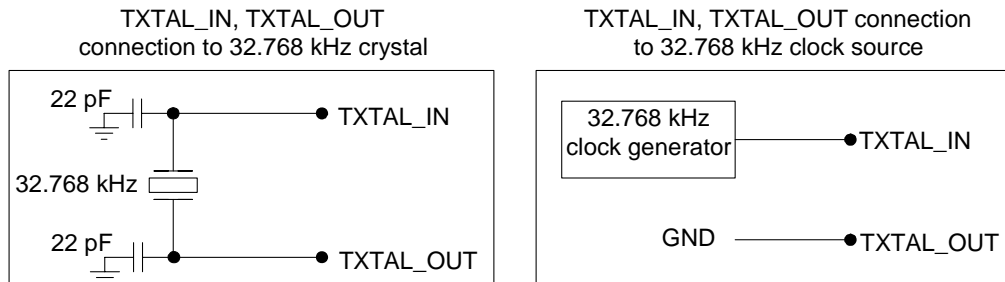 TXTAL_IN, TXTAL_OUT
connection to 32.768 kHz crystal
22 pF
TXTAL_IN
32.768 kHz
22 pF
TXTAL_OUT
TXTAL_IN, TXTAL_OUT connection
to 32.768 kHz clock source
32.768 kHz
clock generator
TXTAL_IN
GND
TXTAL_OUT